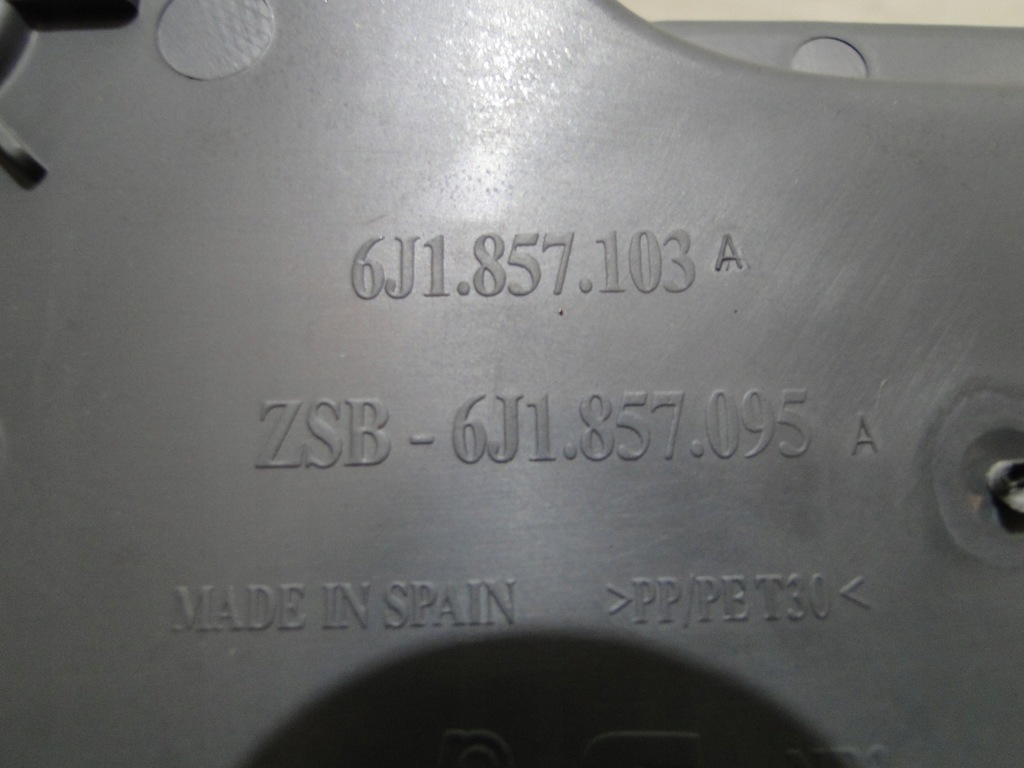 6J1.857.103 A
ZSB - 6J1.857.095 A
MADE IN SPAIN >PP/PE T30<